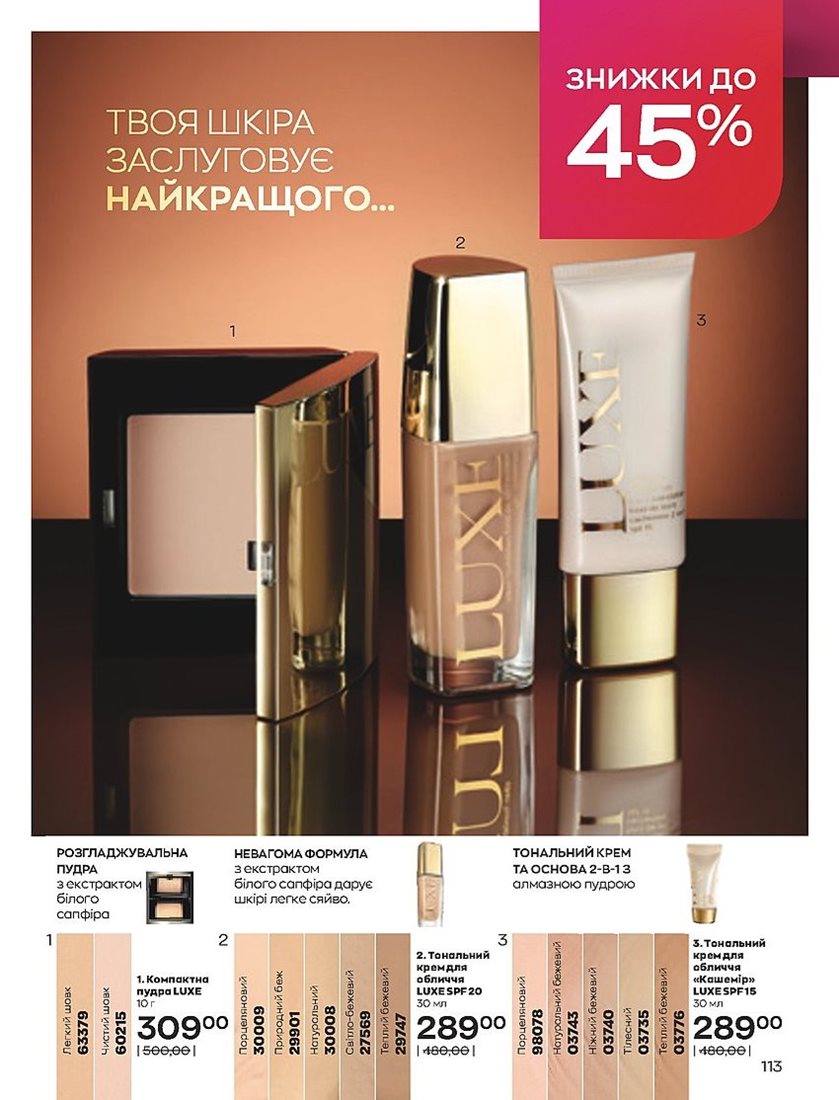 ЗНИЖКИ ДО
45%
ТВОЯ ШКІРА
ЗАСЛУГОВУЄ
НАЙКРАЩОГО...
1
2
3
LUXE
LUXE
РОЗГЛАДЖУВАЛЬНА
ПУДРА
з екстрактом
білого
сапфіра
НЕВАГОМА ФОРМУЛА
з екстрактом
білого сапфіра дарує
шкірі легке сяйво.
ТОНАЛЬНИЙ КРЕМ
ТА ОСНОВА 2-В-1 З
алмазною пудрою
1
Легкий шовк
63379
Чистий шовк
60215
1. Компактна
пудра LUXE
10 г
30900
|500,00|
2
Порцеляновий
30009
Природний беж
29901
Натуральний
30008
Світло-бежевий
27569
Теплий бежевий
29747
2. Тональний
крем для
обличчя
LUXE SPF 20
30 мл
28900
|480,00|
3
Порцеляновий
98078
Натуральний бежевий
03743
Ніжний бежевий
03740
Тілесний
03735
Теплий бежевий
03776
3. Тональний
крем для
обличчя
«Кашемір»
LUXE SPF 15
30 мл
28900
|480,00|
113